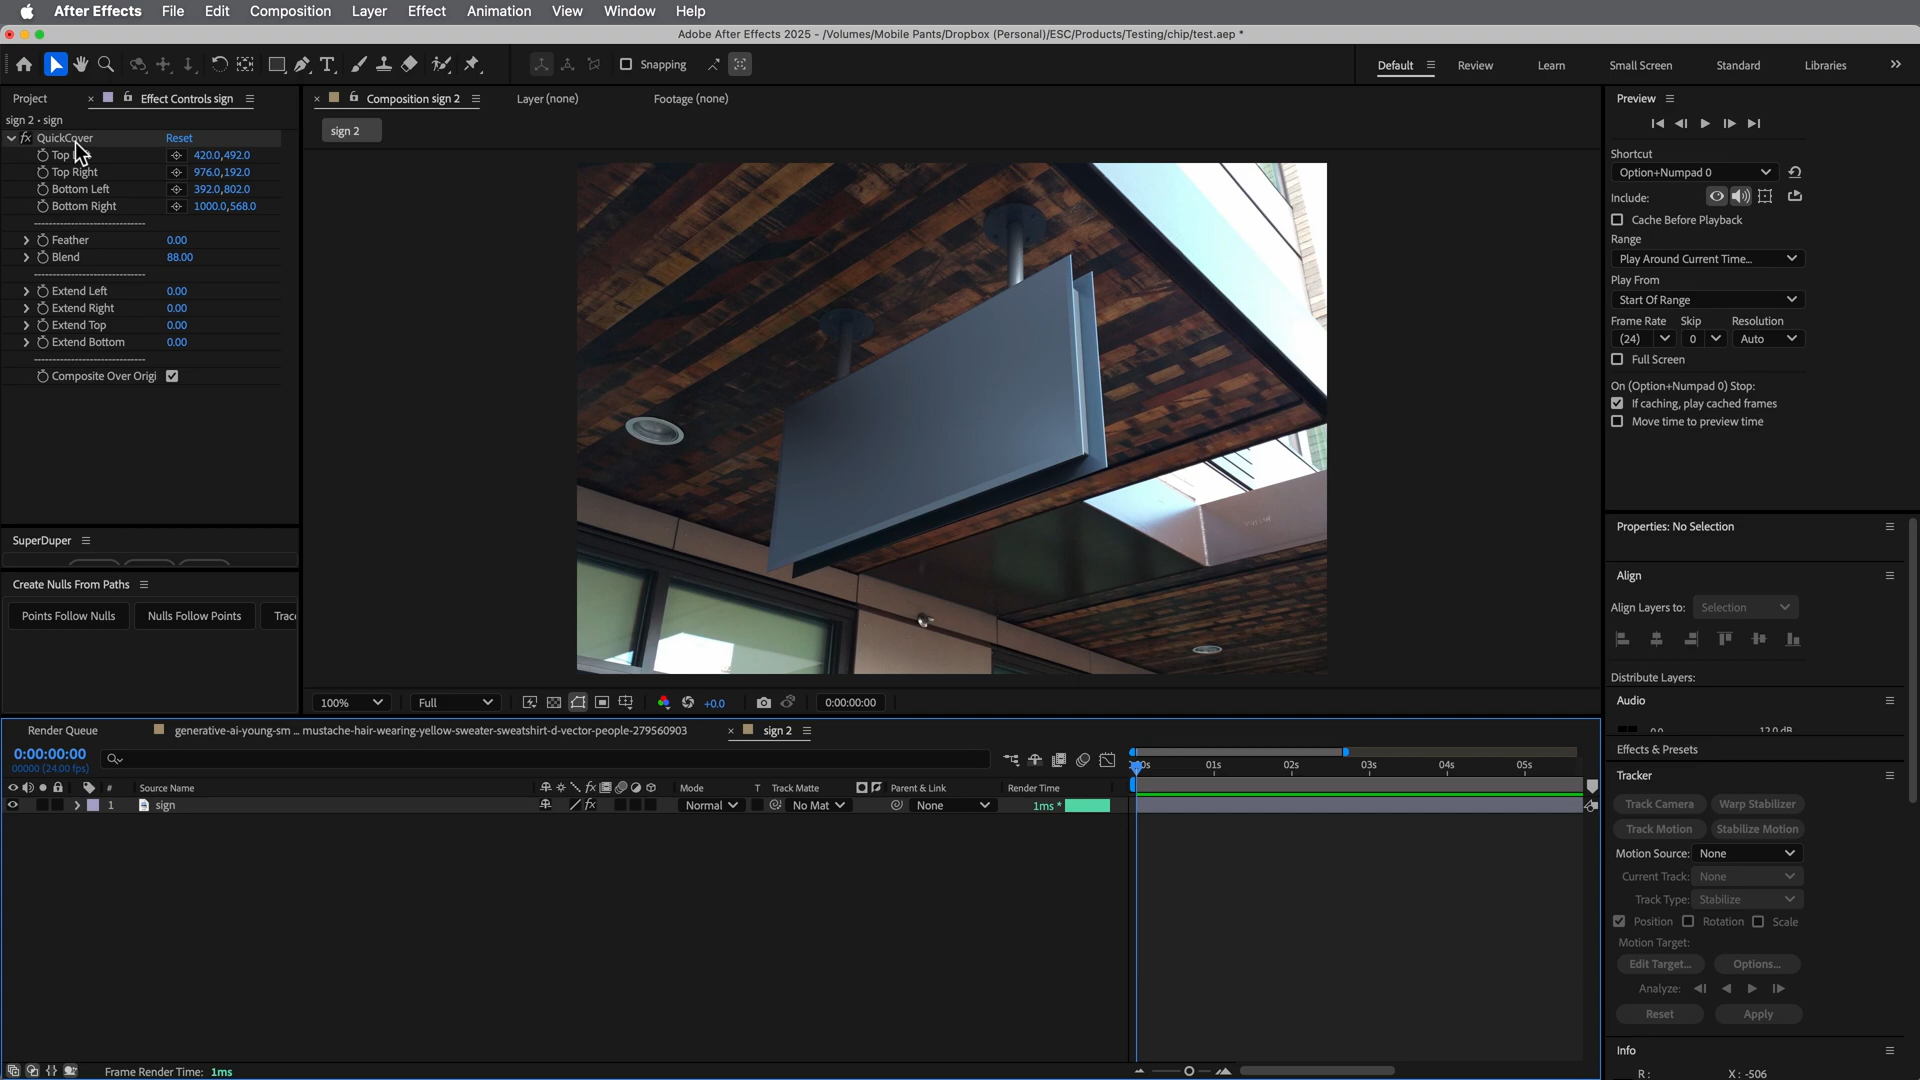 After Effects File Edit Composition Layer Effect Animation View Window Help
Adobe After Effects 2025 - /Volumes/Mobile Pants/Dropbox (Personal)/ESC/Products/Testing/chip/test.aep *
Snapping Default Review Learn Small Screen Standard Libraries
Project Effect Controls sign
sign 2 • sign
fx QuickCover Reset
Top 420.0,492.0
Top Right 976.0,192.0
Bottom Left 392.0,802.0
Bottom Right 1000.0,568.0
Feather 0.00
Blend 88.00
Extend Left 0.00
Extend Right 0.00
Extend Top 0.00
Extend Bottom 0.00
Composite Over Origi
SuperDuper
Create Nulls From Paths
Points Follow Nulls Nulls Follow Points Trac
Composition sign 2 Layer (none) Footage (none)
sign 2
100% Full +0.0 0:00:00:00
Preview
Shortcut
Option+Numpad 0
Include:
Cache Before Playback
Range
Play Around Current Time...
Play From
Start Of Range
Frame Rate Skip Resolution
(24) 0 Auto
Full Screen
On (Option+Numpad 0) Stop:
If caching, play cached frames
Move time to preview time
Properties: No Selection
Align
Align Layers to: Selection
Distribute Layers:
Audio
0.0 12.0 dB
Effects & Presets
Tracker
Track Camera Warp Stabilizer
Track Motion Stabilize Motion
Motion Source: None
Current Track: None
Track Type: Stabilize
Position Rotation Scale
Motion Target:
Edit Target... Options...
Analyze:
Reset Apply
Info
R: X: -506
Render Queue generative-ai-young-sm ... mustache-hair-wearing-yellow-sweater-sweatshirt-d-vector-people-279560903 sign 2
0:00:00:00
00000 (24.00 fps)
01s 02s 03s 04s 05s
# Source Name fx Mode T Track Matte Parent & Link Render Time
1 sign fx Normal No Mat None 1ms *
Frame Render Time: 1ms